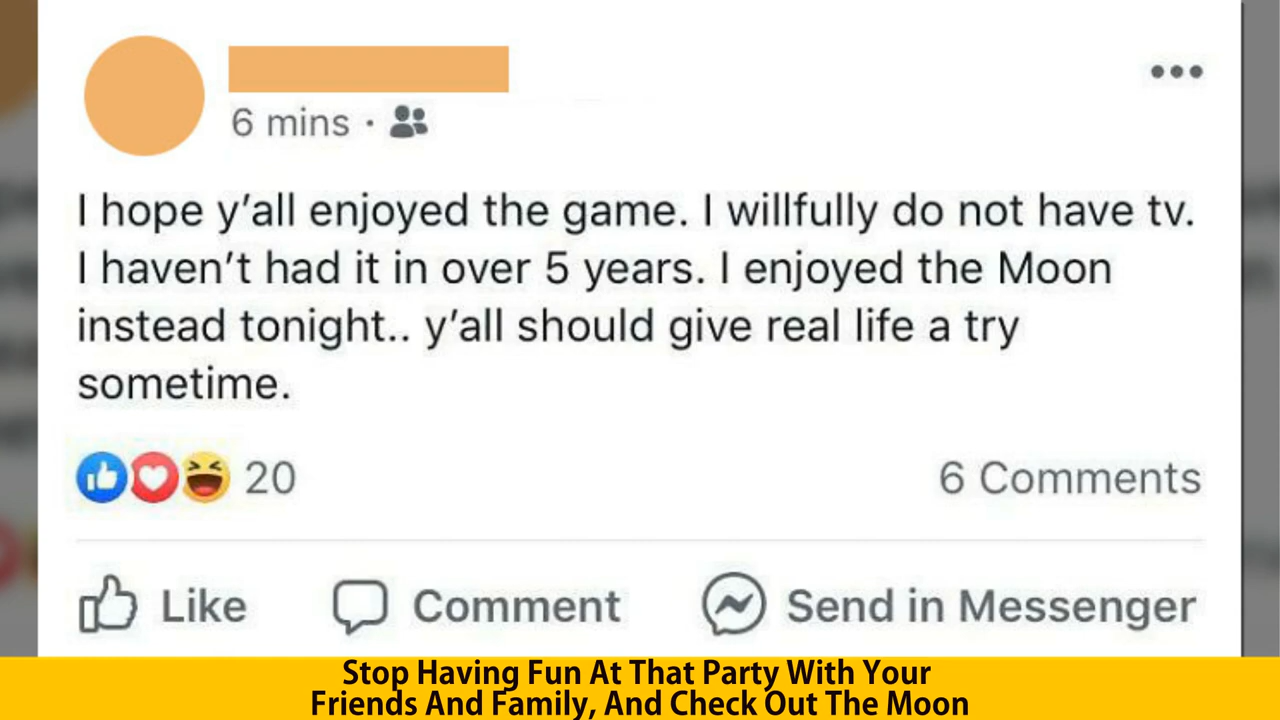 6 mins ·
I hope y'all enjoyed the game. I willfully do not have tv.
I haven't had it in over 5 years. I enjoyed the Moon
instead tonight.. y'all should give real life a try
sometime.
20
6 Comments
Like
Comment
Send in Messenger
Stop Having Fun At That Party With Your
Friends And Family, And Check Out The Moon